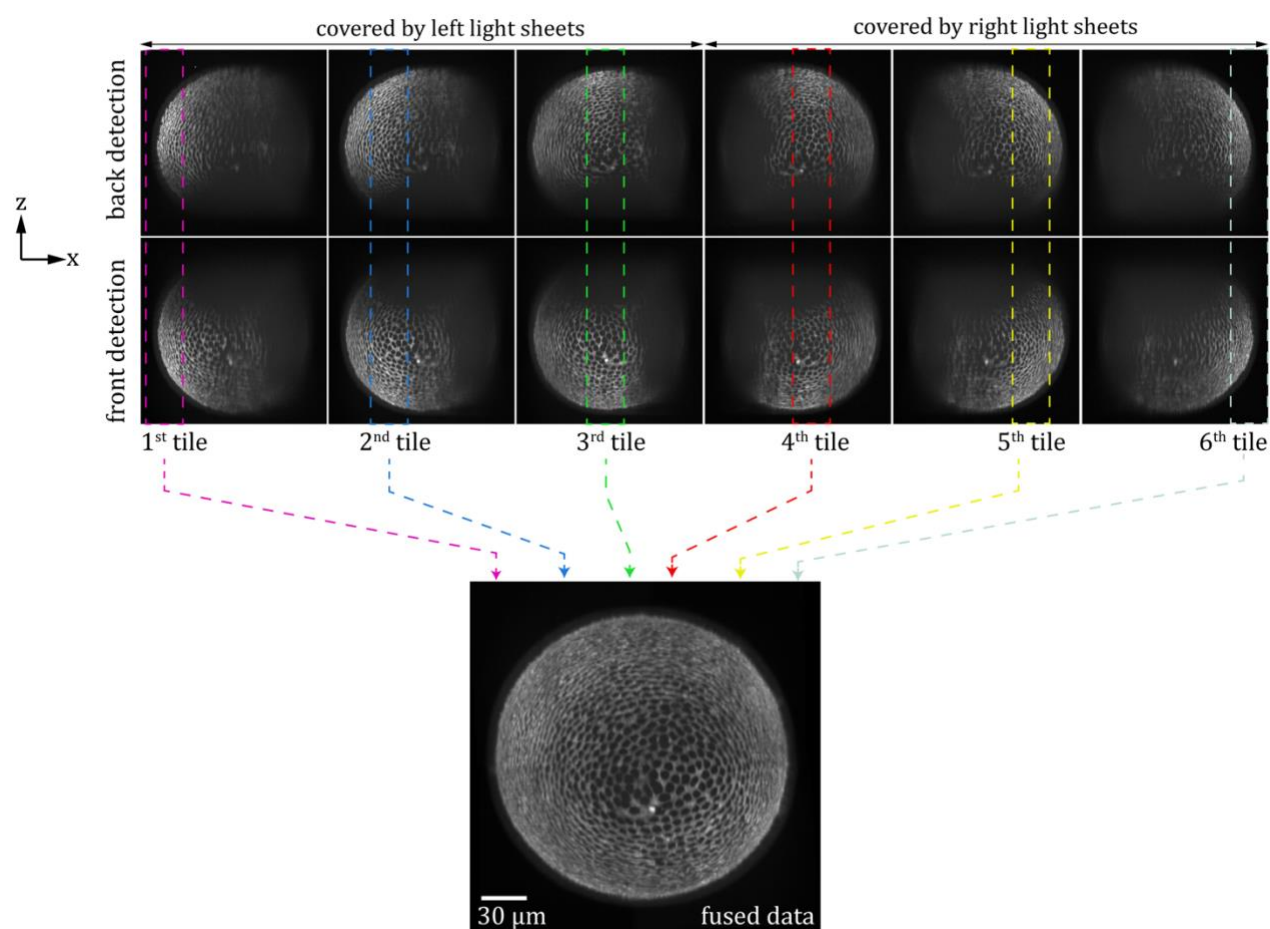 covered by left light sheets
covered by right light sheets
back detection
z
x
front detection
1st tile
2nd tile
3rd tile
4th tile
5th tile
6th tile
30 μm
fused data